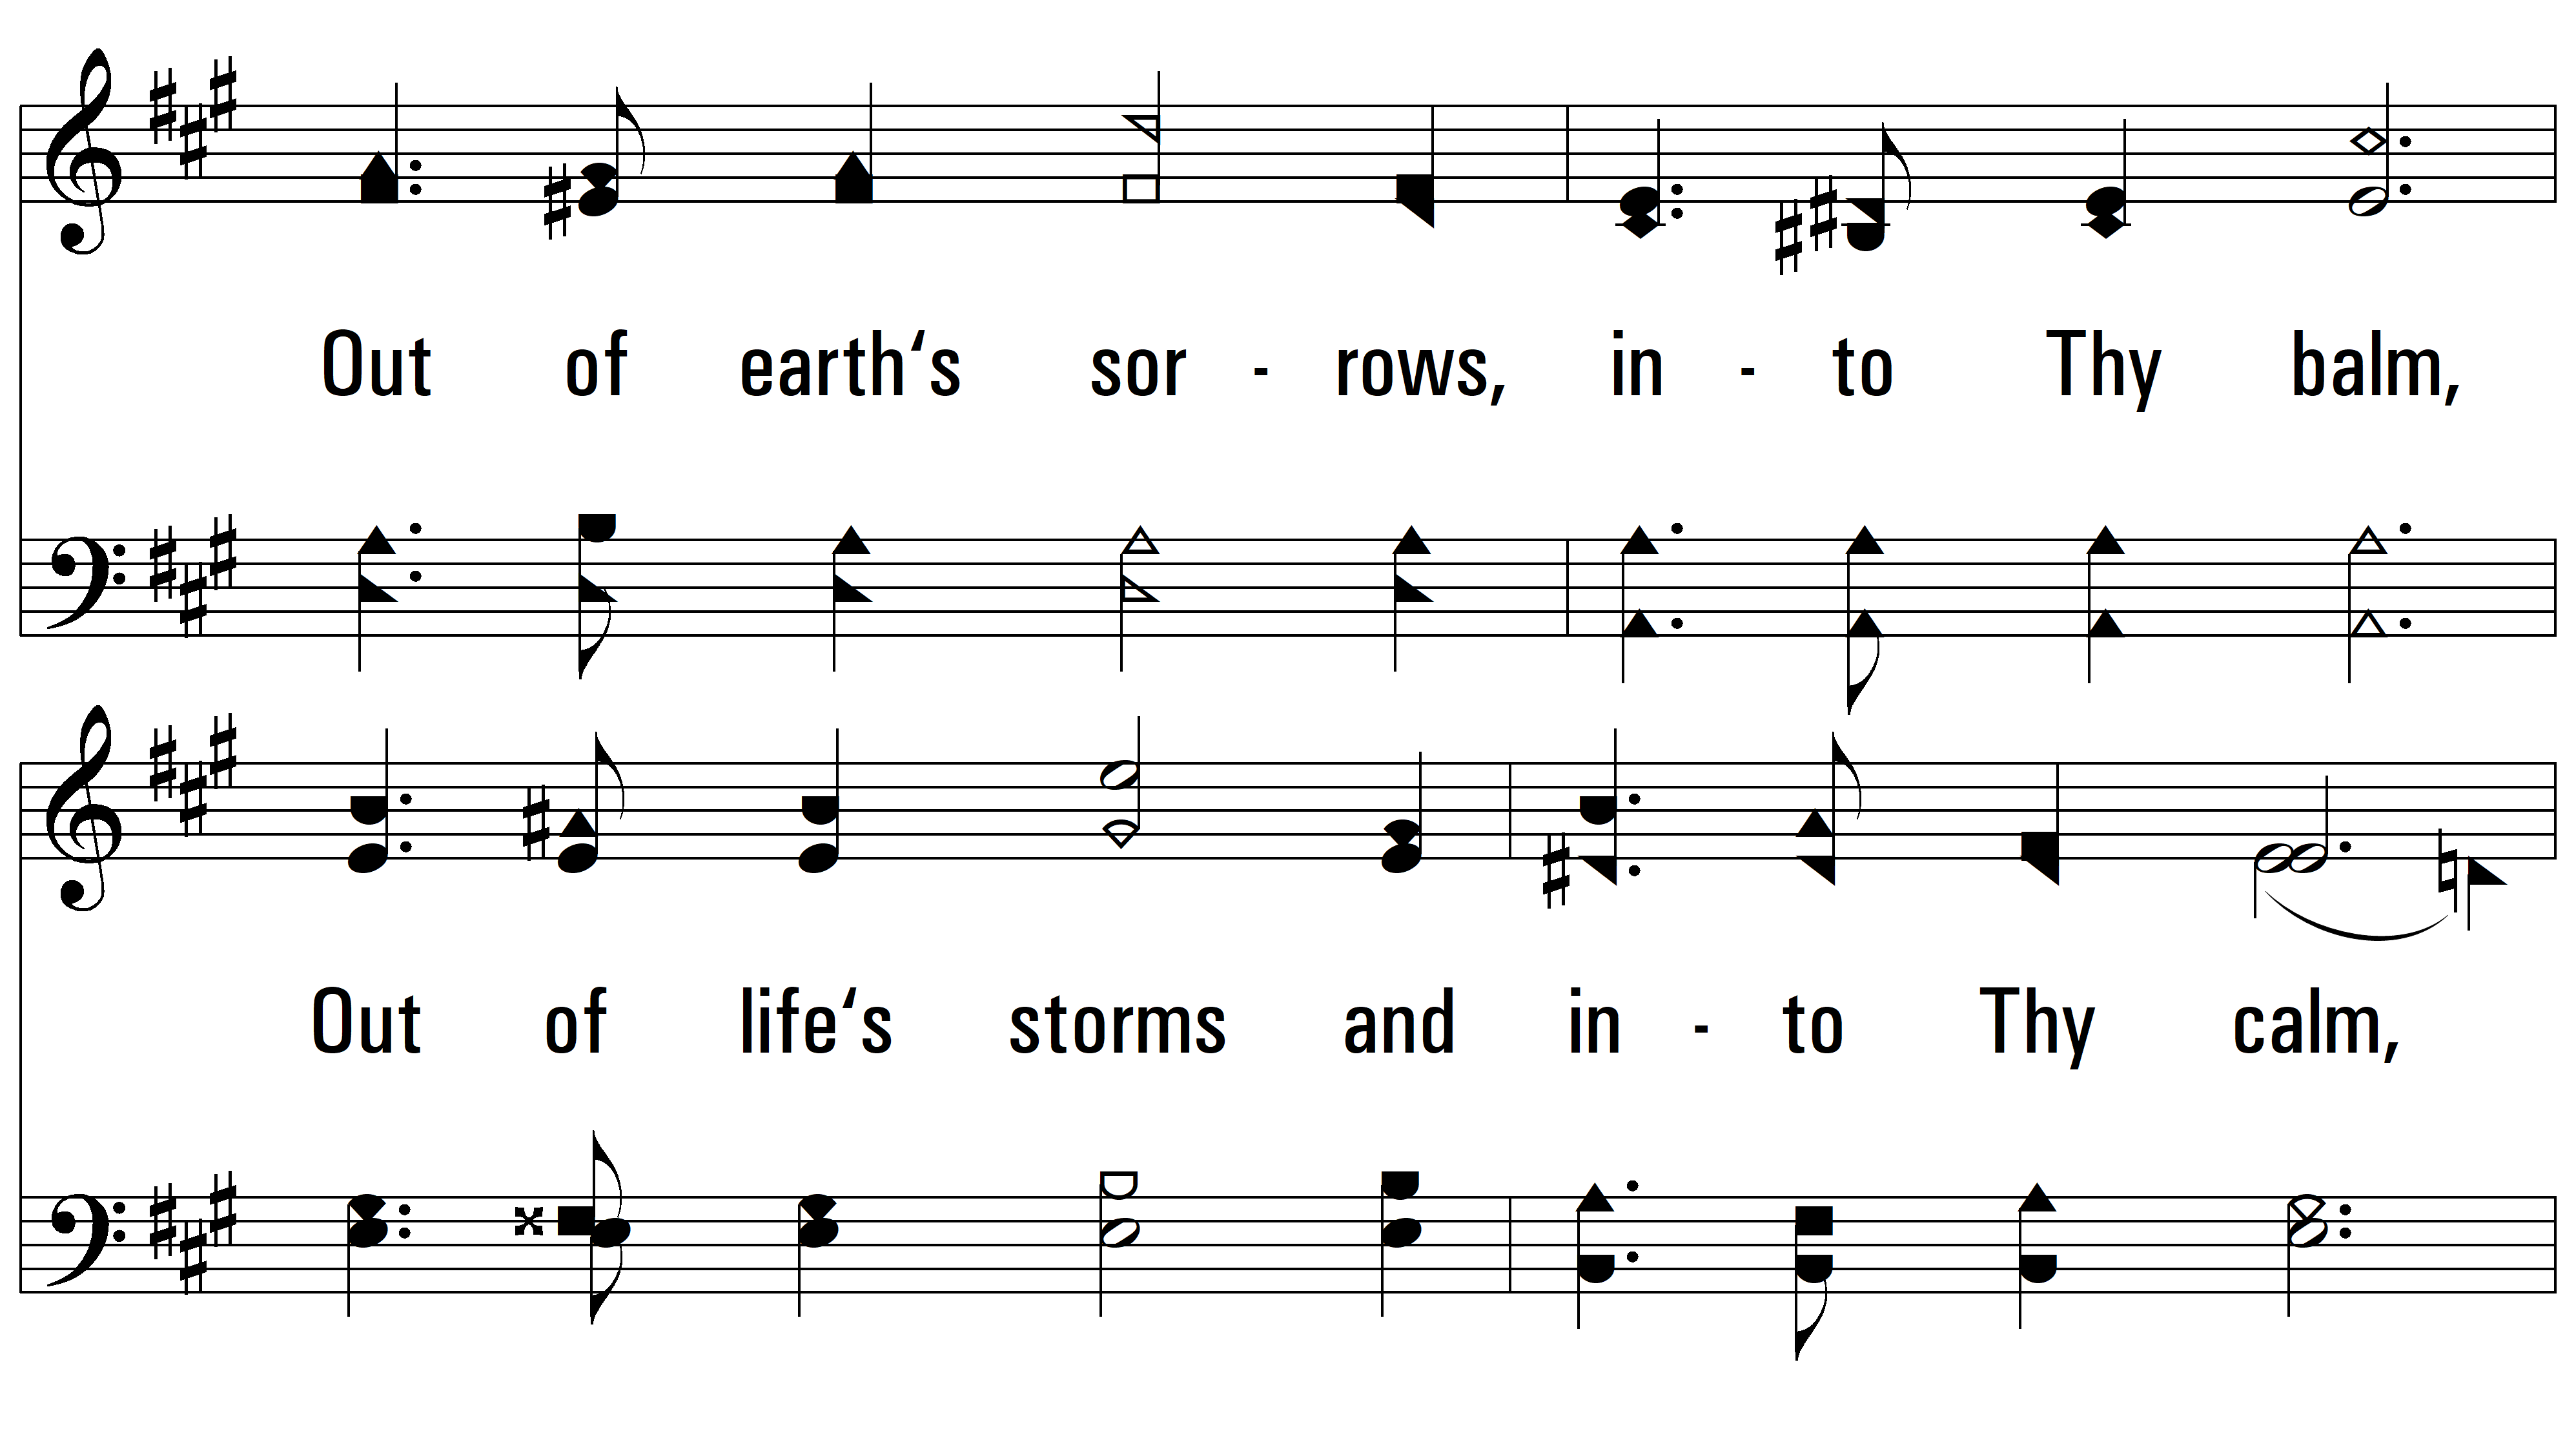 Out of earth‘s sor - rows, in - to Thy balm,
Out of life‘s storms and in - to Thy calm,